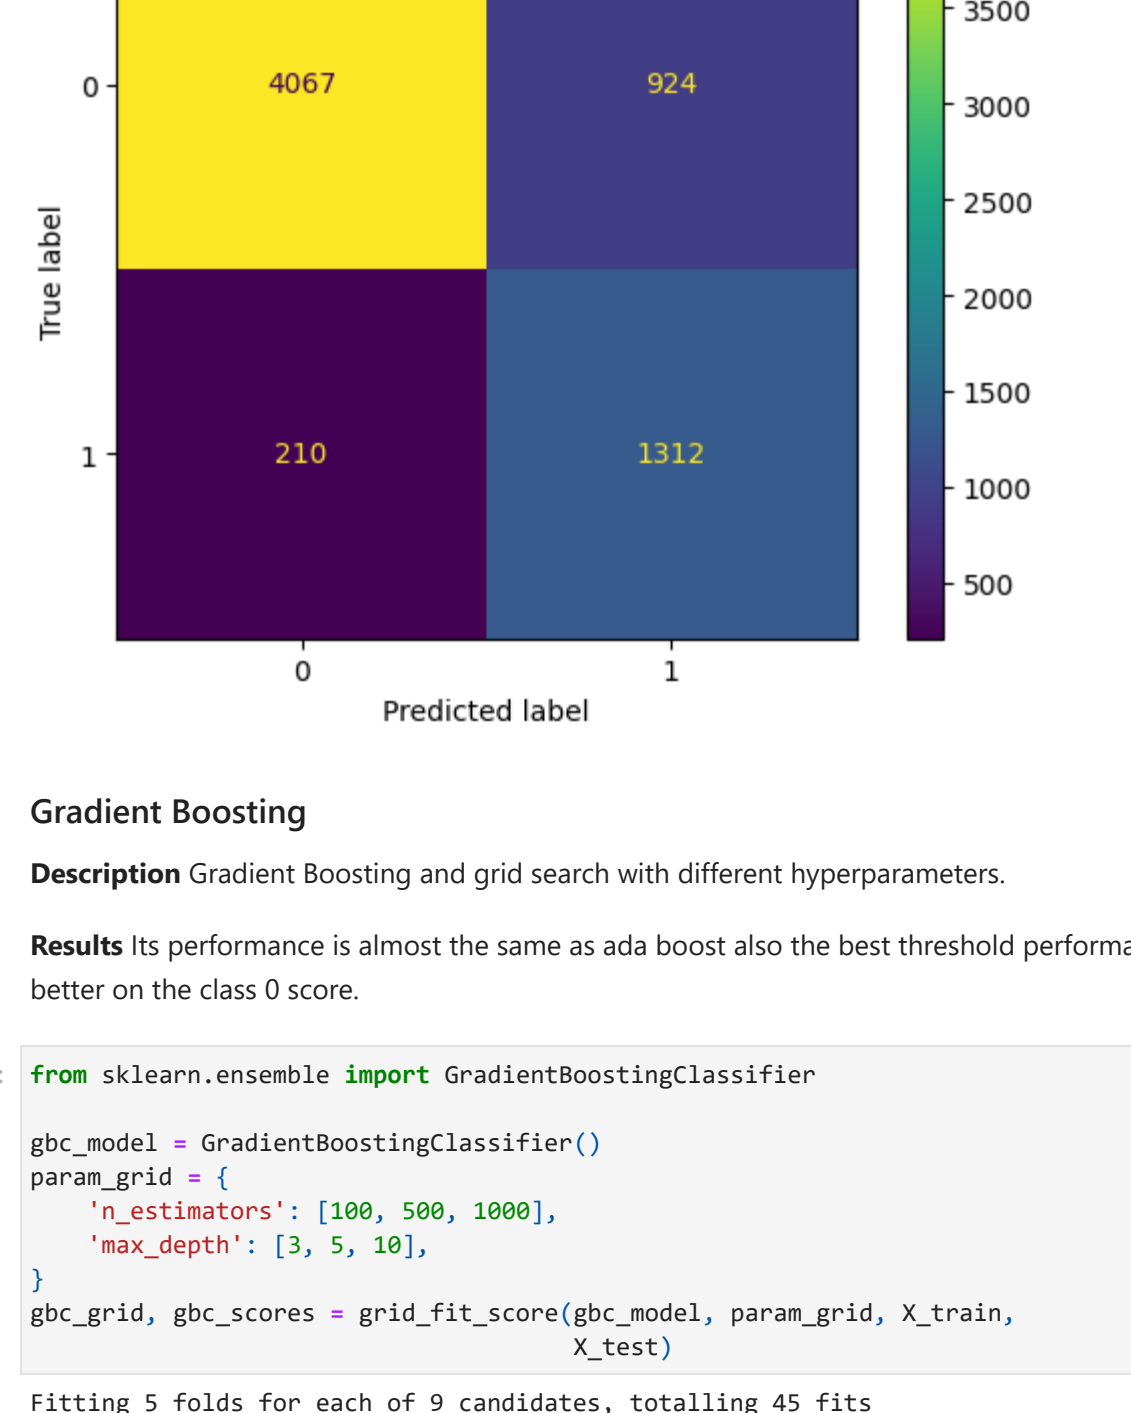 3500
0
4067
924
3000
2500
True label
2000
1500
1
210
1312
1000
500
0
1
Predicted label
Gradient Boosting
Description Gradient Boosting and grid search with different hyperparameters.
Results Its performance is almost the same as ada boost also the best threshold
better on the class 0 score.
from sklearn.ensemble import GradientBoostingClassifier
gbc_model = GradientBoostingClassifier()
param_grid = {
    'n_estimators': [100, 500, 1000],
    'max_depth': [3, 5, 10],
}
gbc_grid, gbc_scores = grid_fit_score(gbc_model, param_grid, X_train,
                                      X_test)
Fitting 5 folds for each of 9 candidates, totalling 45 fits